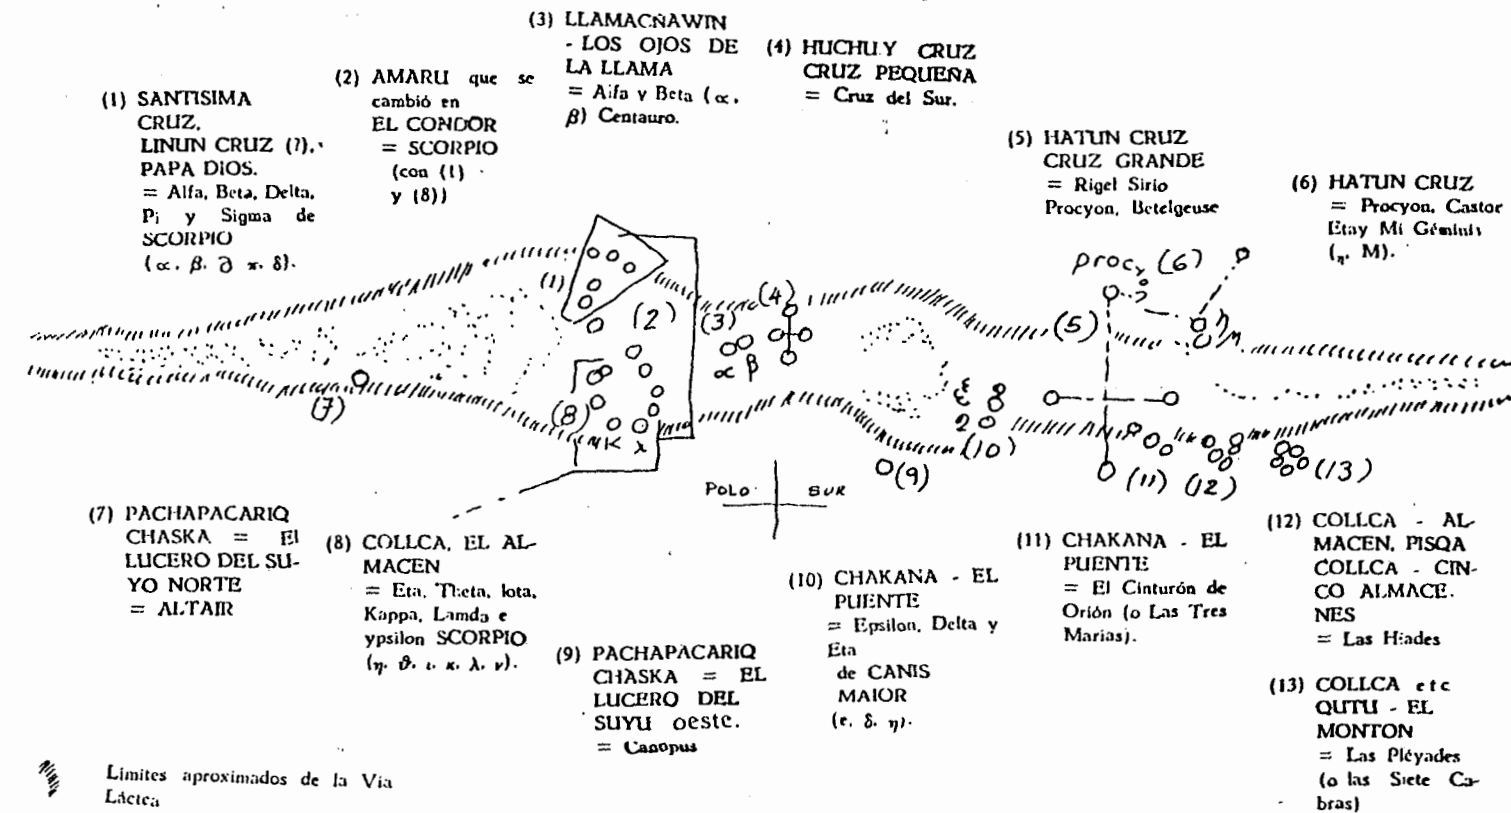 (1) SANTISIMA
CRUZ,
LINUN CRUZ (?),
PAPA DIOS.
= Alfa, Beta, Delta,
Pi y Sigma de
SCORPIO
(∝. β. ∂ π. δ).
(2) AMARU que se
cambió en
EL CONDOR
= SCORPIO
(con (1)
y (8))
(3) LLAMACÑAWIN
- LOS OJOS DE
LA LLAMA
= Alfa y Beta (∝,
β) Centauro.
(4) HUCHUY CRUZ
CRUZ PEQUEÑA
= Cruz del Sur.
(5) HATUN CRUZ
CRUZ GRANDE
= Rigel Sirio
Procyon, Betelgeuse
(6) HATUN CRUZ
= Procyon, Castor
Etay Mi Géminis
(η, M).
(1)
(2)
(3)
∝ β
(4)
(5)
Procy (6)
η M
(7)
(8)
κ λ
(9)
(10)
(11)
(12)
(13)
POLO SUR
(7) PACHAPACARIQ
CHASKA = El
LUCERO DEL SU-
YO NORTE
= ALTAIR
(8) COLLCA, EL AL-
MACEN
= Eta, Theta, Iota,
Kappa, Lamda e
ypsilon SCORPIO
(η. ϑ. ι. κ. λ. ν).
(9) PACHAPACARIQ
CHASKA = EL
LUCERO DEL
SUYU oeste.
= Canopus
(10) CHAKANA - EL
PUENTE
= Epsilon, Delta y
Eta
de CANIS
MAIOR
(e, δ. η).
(11) CHAKANA - EL
PUENTE
= El Cinturón de
Orión (o Las Tres
Marias).
(12) COLLCA - AL-
MACEN, PISQA
COLLCA - CIN-
CO ALMACE-
NES
= Las Hiades
(13) COLLCA etc
QUTU - EL
MONTON
= Las Pléyades
(o las Siete Ca-
bras)
Limites aproximados de la Via
Láctea